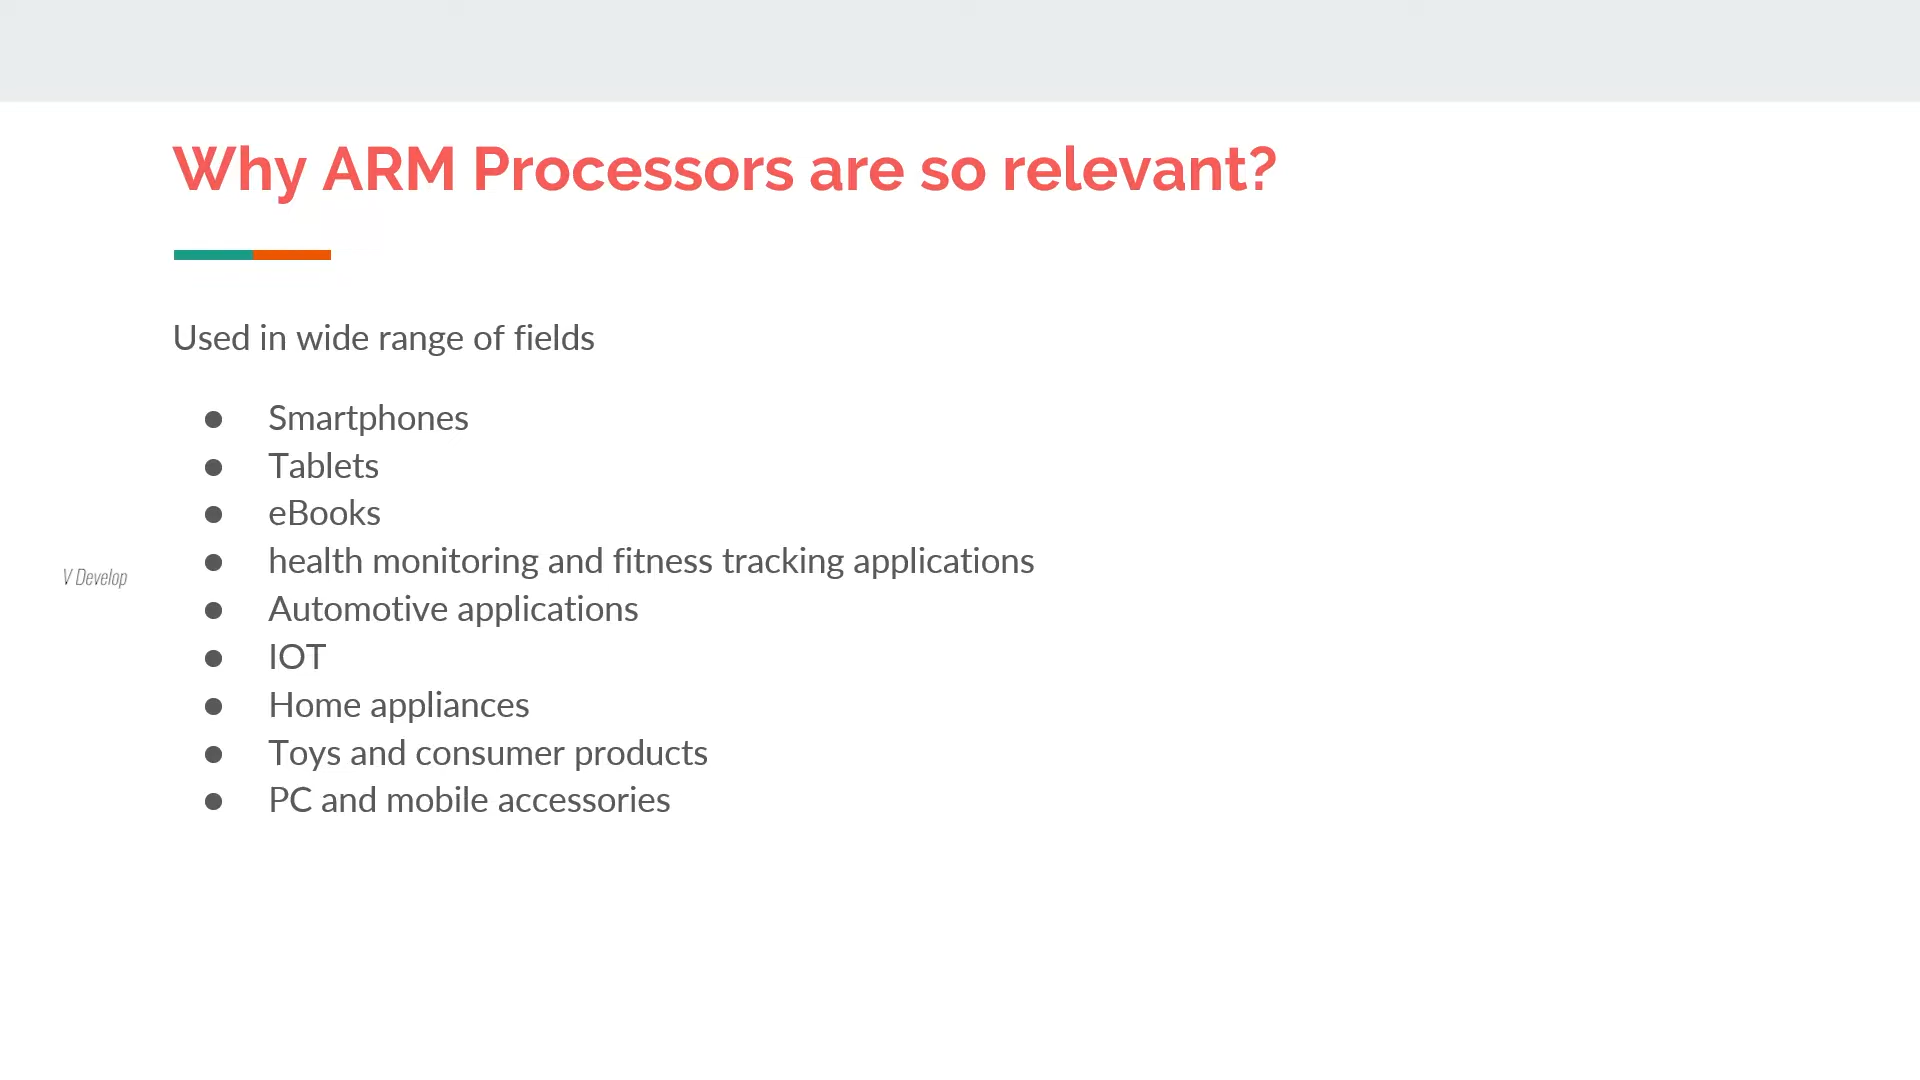 Why ARM Processors are so relevant?
Used in wide range of fields
● Smartphones
● Tablets
● eBooks
● health monitoring and fitness tracking applications
● Automotive applications
● IOT
● Home appliances
● Toys and consumer products
● PC and mobile accessories
V Develop